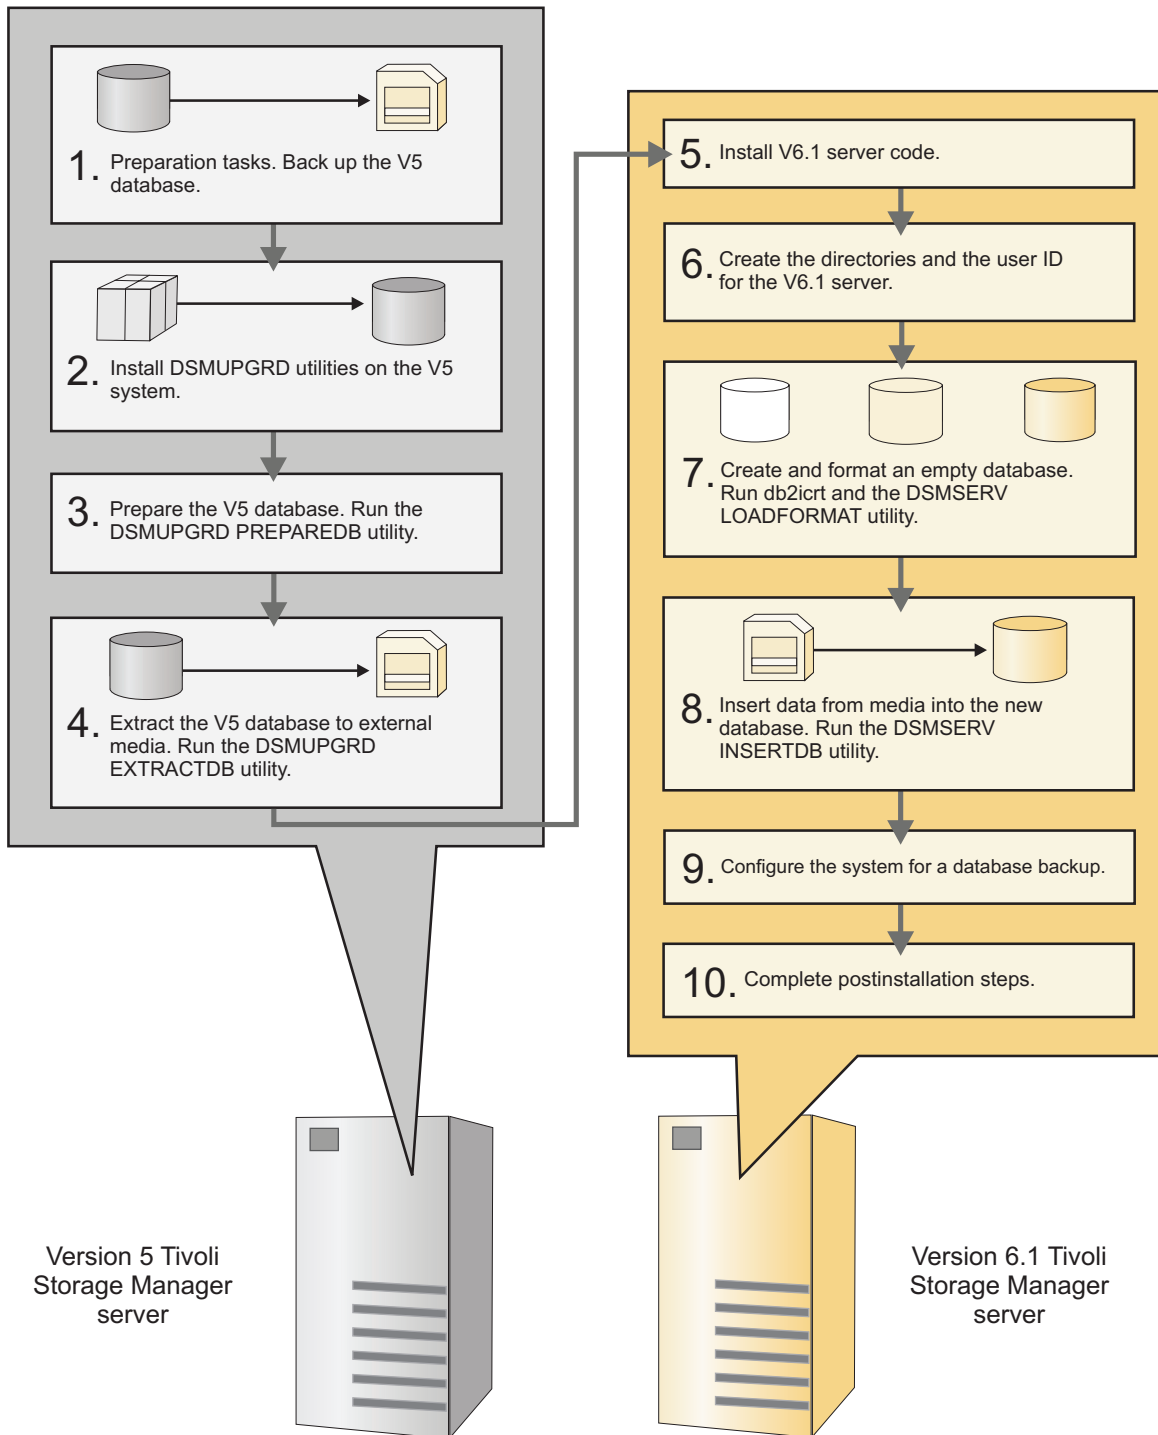 1. Preparation tasks. Back up the V5
database.
2. Install DSMUPGRD utilities on the V5
system.
3. Prepare the V5 database. Run the
DSMUPGRD PREPAREDB utility.
4. Extract the V5 database to external
media. Run the DSMUPGRD
EXTRACTDB utility.
5. Install V6.1 server code.
6. Create the directories and the user ID
for the V6.1 server.
7. Create and format an empty database.
Run db2icrt and the DSMSERV
LOADFORMAT utility.
8. Insert data from media into the new
database. Run the DSMSERV
INSERTDB utility.
9. Configure the system for a database backup.
10. Complete postinstallation steps.
Version 5 Tivoli
Storage Manager
server
Version 6.1 Tivoli
Storage Manager
server